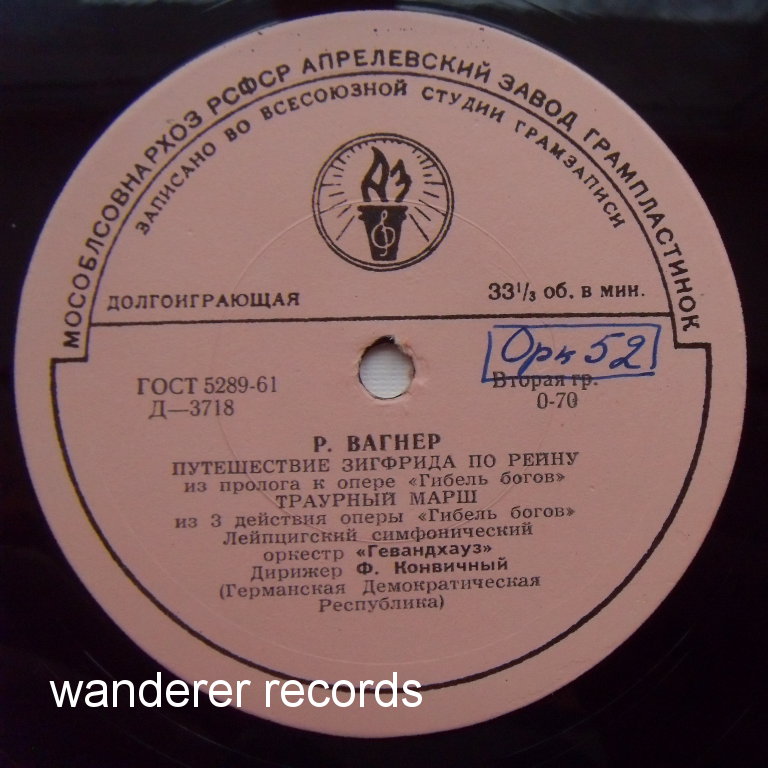 МОСОБЛСОВНАРХОЗ РСФСР АПРЕЛЕВСКИЙ ЗАВОД ГРАМПЛАСТИНОК
ЗАПИСАНО ВО ВСЕСОЮЗНОЙ СТУДИИ ГРАМЗАПИСИ
АЗ
ДОЛГОИГРАЮЩАЯ
33 1/3 об. в мин.
Орк 52
ГОСТ 5289-61
Вторая гр.
Д—3718
0-70
Р. ВАГНЕР
ПУТЕШЕСТВИЕ ЗИГФРИДА ПО РЕЙНУ
из пролога к опере «Гибель богов»
ТРАУРНЫЙ МАРШ
из 3 действия оперы «Гибель богов»
Лейпцигский симфонический
оркестр «Гевандхауз»
Дирижер Ф. Конвичный
(Германская Демократическая
Республика)
wanderer records